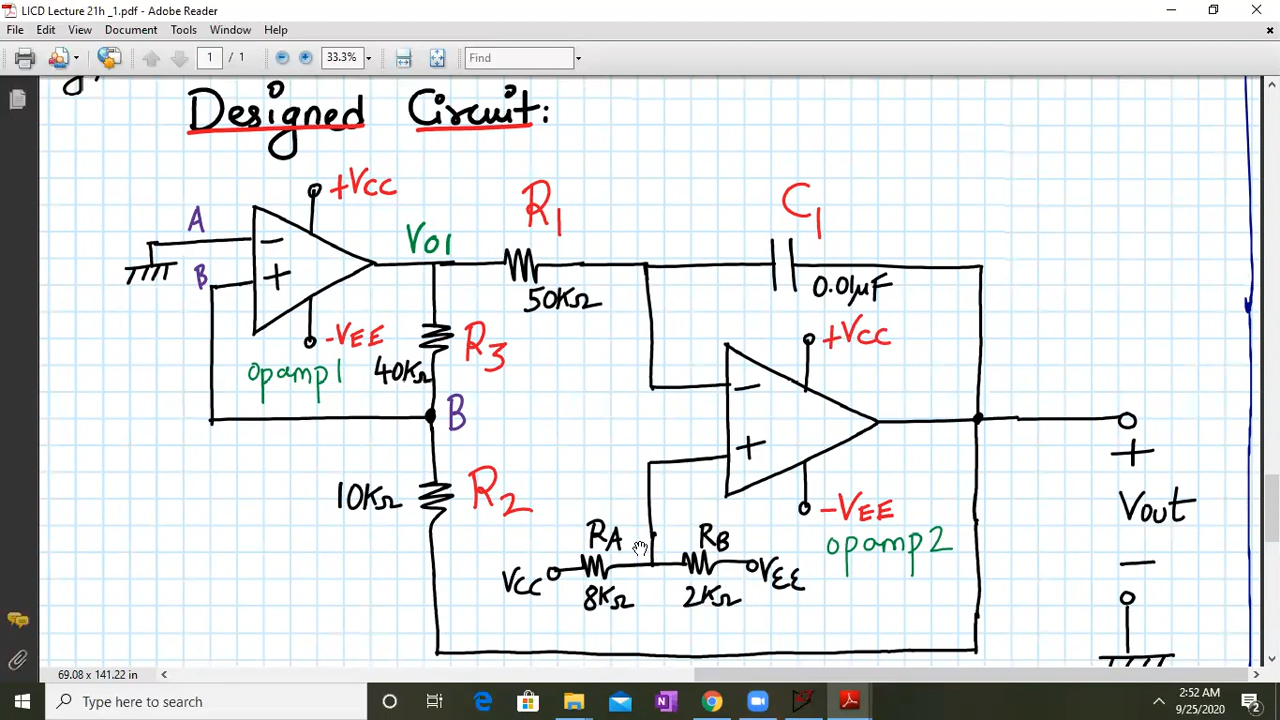 LICD Lecture 21h _1.pdf - Adobe Reader
File Edit View Document Tools Window Help
1 / 1 33.3% Find
Designed Circuit:
+VCC
R1
C1
A
VO1
B
50KΩ
0.01µF
-VEE
R3
+VCC
opamp1
40KΩ
B
10KΩ
R2
-VEE
Vout
RA
RB
opamp2
VCC
VEE
8KΩ
2KΩ
69.08 x 141.22 in
Type here to search
2:52 AM
9/25/2020
2